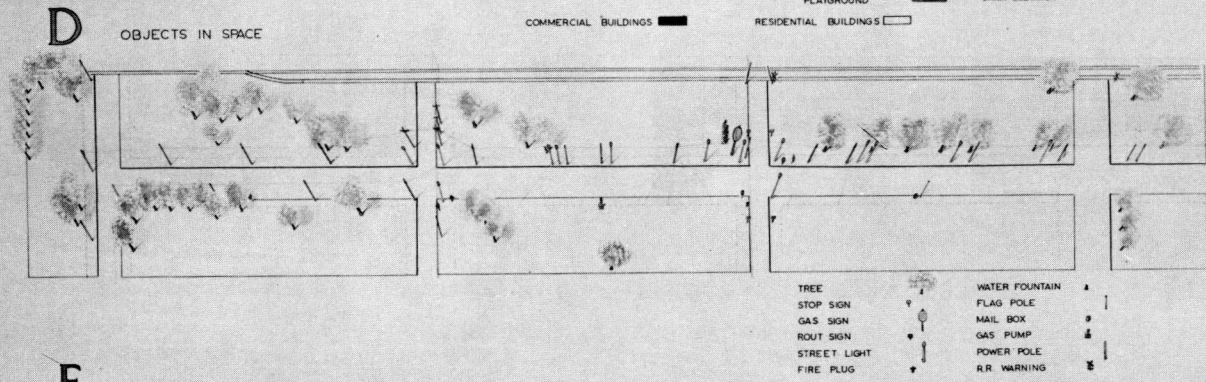 PLAYGROUND
COMMERCIAL BUILDINGS
RESIDENTIAL BUILDINGS
D
OBJECTS IN SPACE
TREE
STOP SIGN
GAS SIGN
ROUT SIGN
STREET LIGHT
FIRE PLUG
WATER FOUNTAIN
FLAG POLE
MAIL BOX
GAS PUMP
POWER POLE
R.R. WARNING